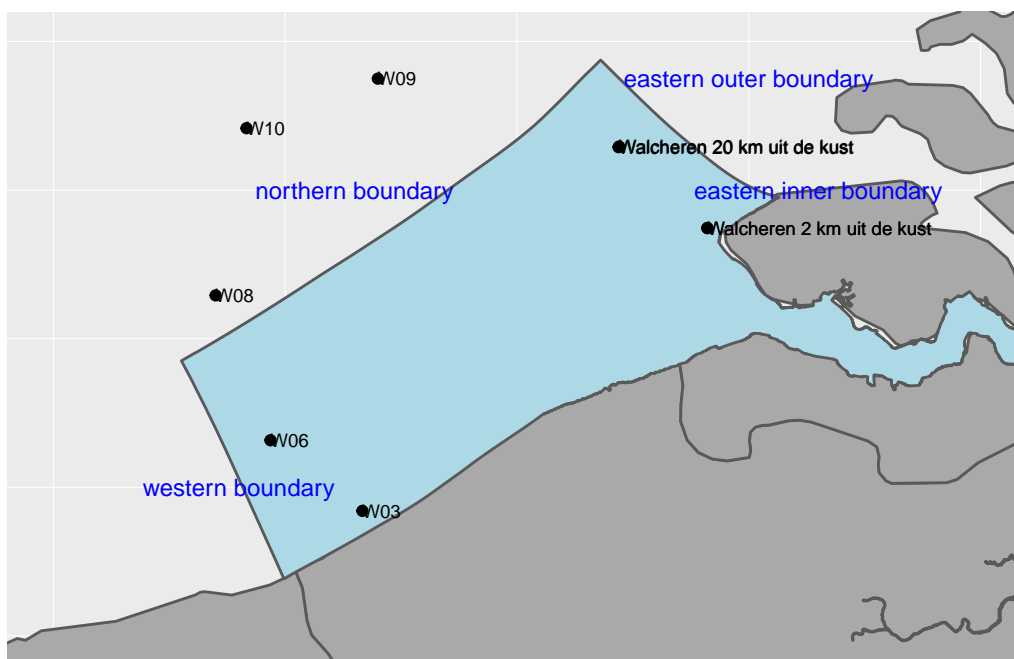 W09
eastern outer boundary
W10
Walcheren 20 km uit de kust
northern boundary
eastern inner boundary
Walcheren 2 km uit de kust
W08
W06
western boundary
W03